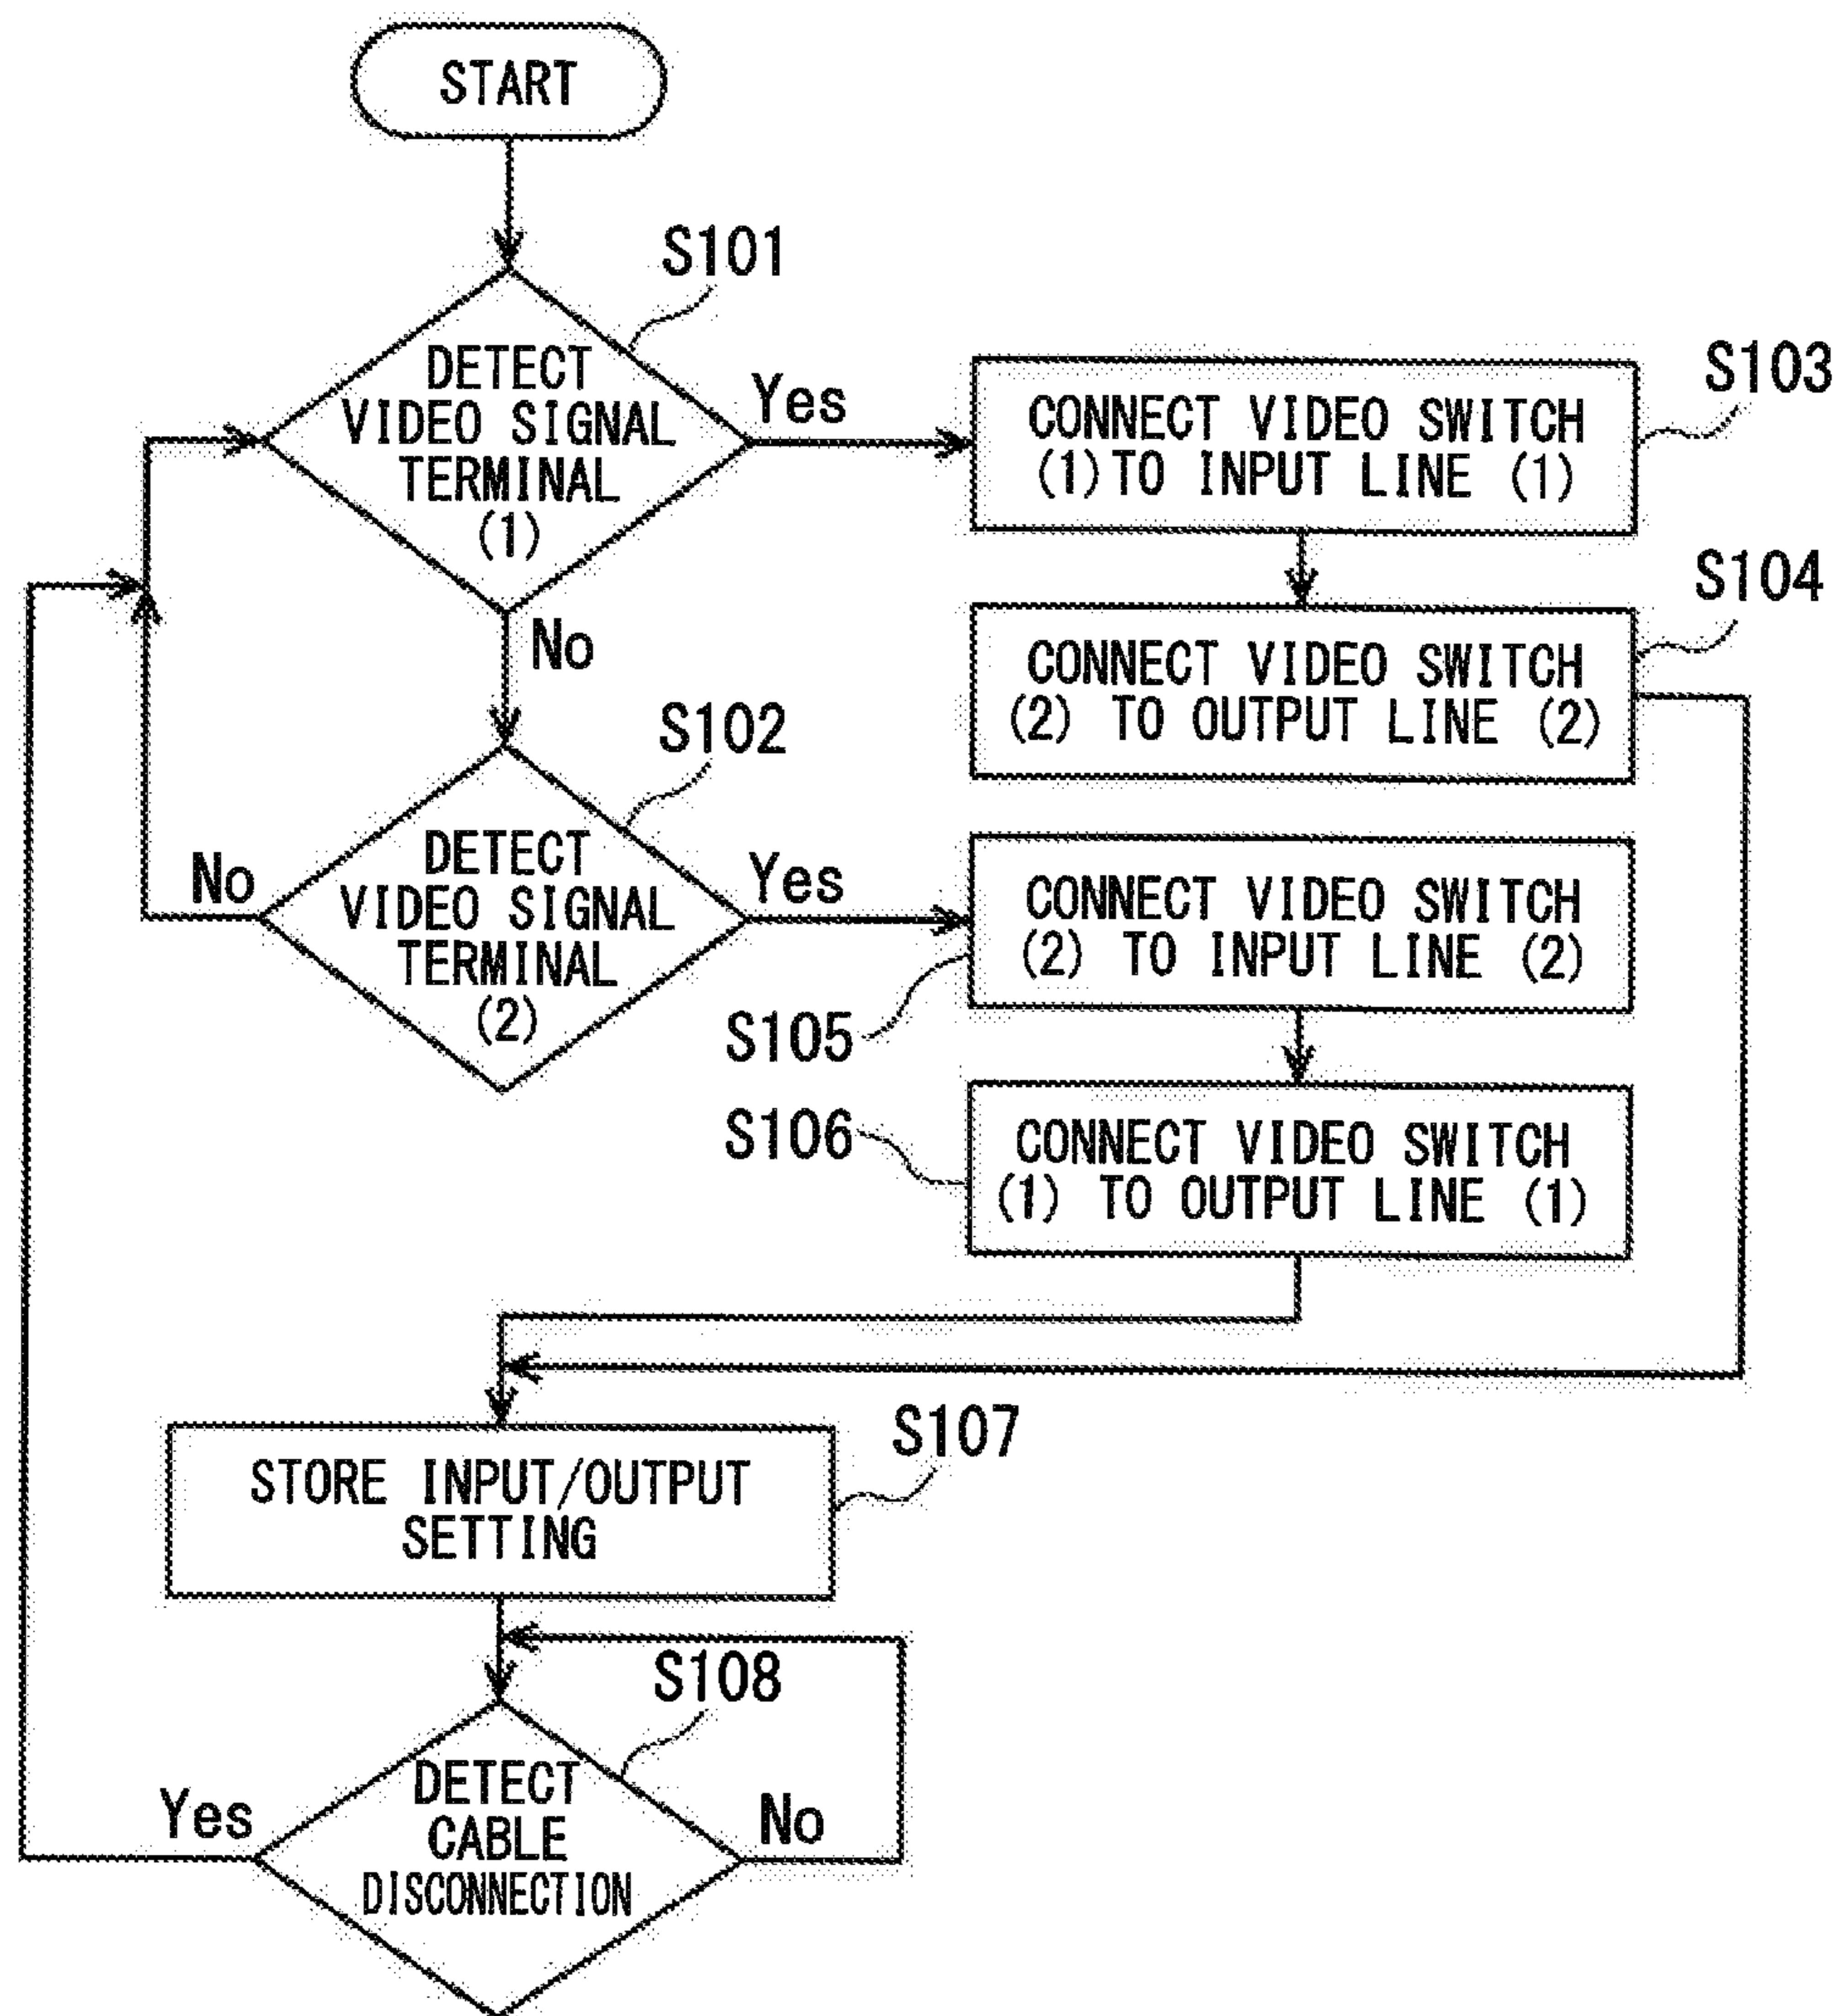 START
S101
DETECT
VIDEO SIGNAL
TERMINAL
(1)
Yes
No
S103
CONNECT VIDEO SWITCH
(1) TO INPUT LINE (1)
S104
CONNECT VIDEO SWITCH
(2) TO OUTPUT LINE (2)
S102
DETECT
VIDEO SIGNAL
TERMINAL
(2)
No
Yes
CONNECT VIDEO SWITCH
(2) TO INPUT LINE (2)
S105
S106
CONNECT VIDEO SWITCH
(1) TO OUTPUT LINE (1)
S107
STORE INPUT/OUTPUT
SETTING
S108
DETECT
CABLE
DISCONNECTION
Yes
No